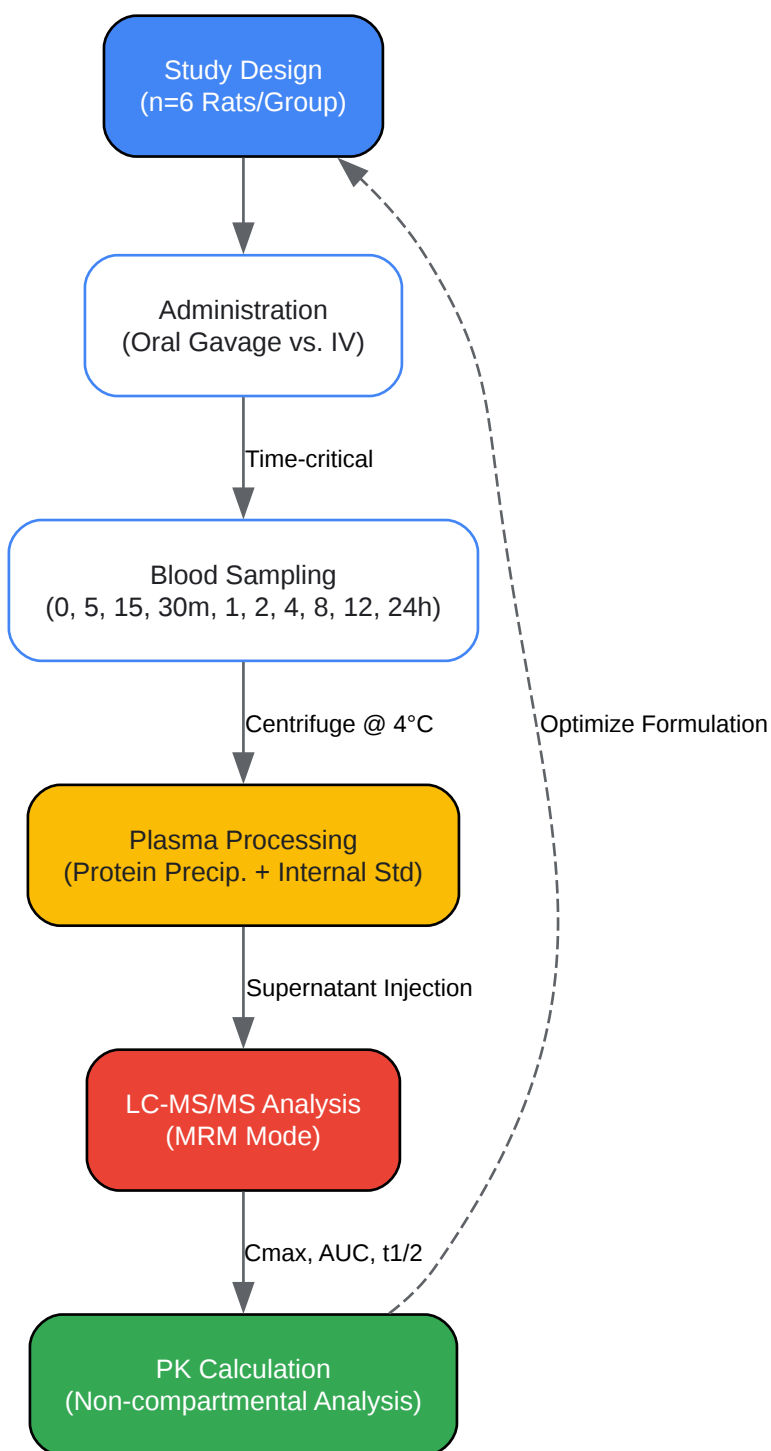 Study Design
(n=6 Rats/Group)
Administration
(Oral Gavage vs. IV)
Time-critical
Blood Sampling
(0, 5, 15, 30m, 1, 2, 4, 8, 12, 24h)
Centrifuge @ 4°C
Optimize Formulation
Plasma Processing
(Protein Precip. + Internal Std)
Supernatant Injection
LC-MS/MS Analysis
(MRM Mode)
Cmax, AUC, t1/2
PK Calculation
(Non-compartmental Analysis)